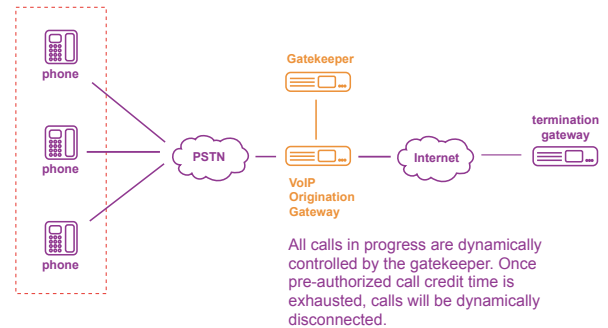 phone
phone
phone
PSTN
Gatekeeper
VoIP
Origination
Gateway
Internet
termination
gateway
All calls in progress are dynamically
controlled by the gatekeeper. Once
pre-authorized call credit time is
exhausted, calls will be dynamically
disconnected.